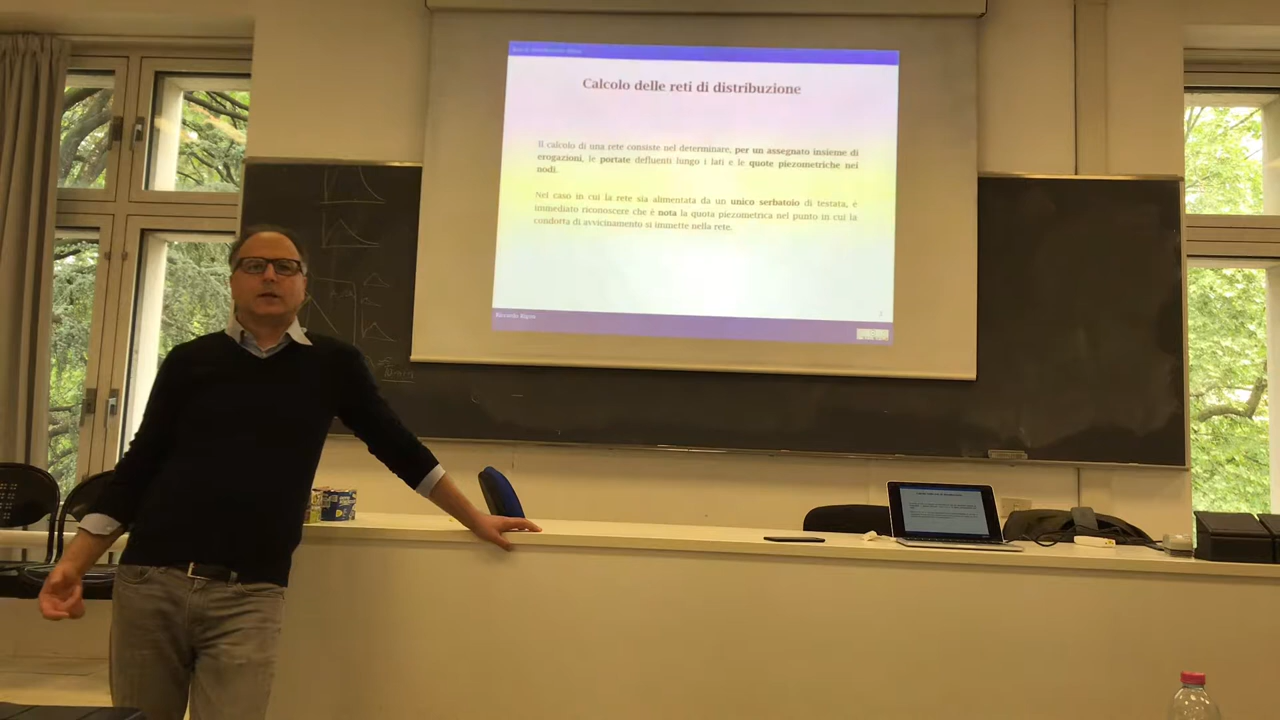 Calcolo delle reti di distribuzione
Il calcolo di una rete consiste nel determinare, per un assegnato insieme di
erogazioni, le portate defluenti lungo i lati e le quote piezometriche nei
nodi.
Nel caso in cui la rete sia alimentata da un unico serbatoio di testata, è
immediato riconoscere che è nota la quota piezometrica nel punto in cui la
condotta di avvicinamento si immette nella rete.
Riccardo Rigon